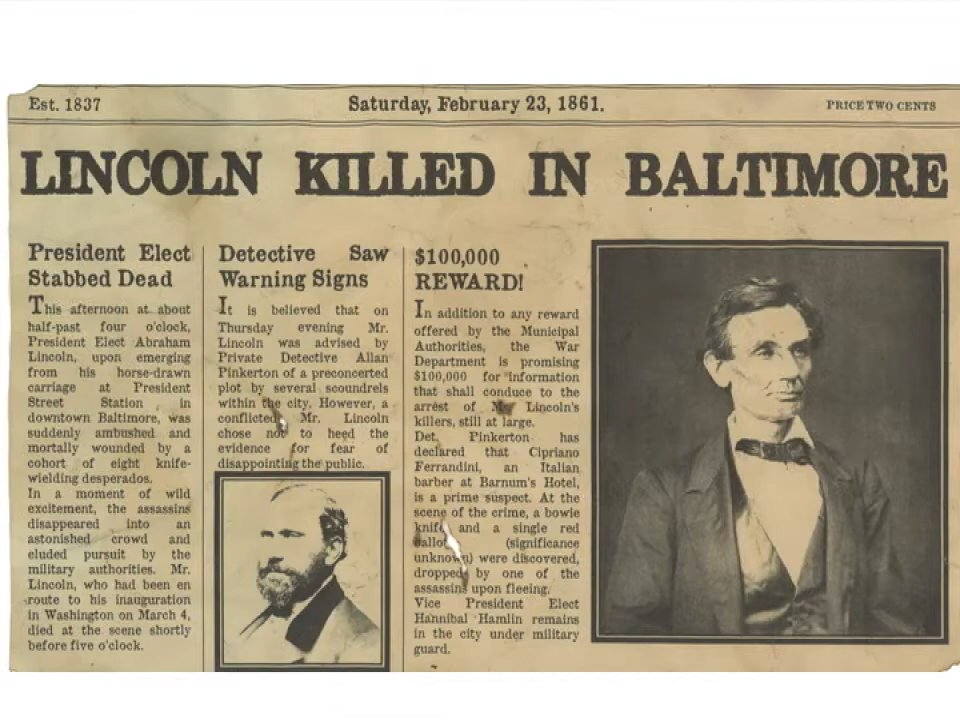 Est. 1837
Saturday, February 23, 1861.
PRICE TWO CENTS
LINCOLN KILLED IN BALTIMORE
President Elect
Stabbed Dead
This afternoon at about
half-past four o'clock,
President Elect Abraham
Lincoln, upon emerging
from his horse-drawn
carriage at President
Street Station in
downtown Baltimore, was
suddenly ambushed and
mortally wounded by a
cohort of eight knife-
wielding desperados.
In a moment of wild
excitement, the assassins
disappeared into an
astonished crowd and
eluded pursuit by the
military authorities. Mr.
Lincoln, who had been en
route to his inauguration
in Washington on March 4,
died at the scene shortly
before five o'clock.
Detective Saw
Warning Signs
It is believed that on
Thursday evening Mr.
Lincoln was advised by
Private Detective Allan
Pinkerton of a preconcerted
plot by several scoundrels
within the city. However, a
conflicted Mr. Lincoln
chose not to heed the
evidence for fear of
disappointing the public.
$100,000
REWARD!
In addition to any reward
offered by the Municipal
Authorities, the War
Department is promising
$100,000 for information
that shall conduce to the
arrest of Mr. Lincoln's
killers, still at large.
Det. Pinkerton has
declared that Cipriano
Ferrandini, an Italian
barber at Barnum's Hotel,
is a prime suspect. At the
scene of the crime, a bowie
knife and a single red
ballot (significance
unknown) were discovered,
dropped by one of the
assassins upon fleeing.
Vice President Elect
Hannibal Hamlin remains
in the city under military
guard.